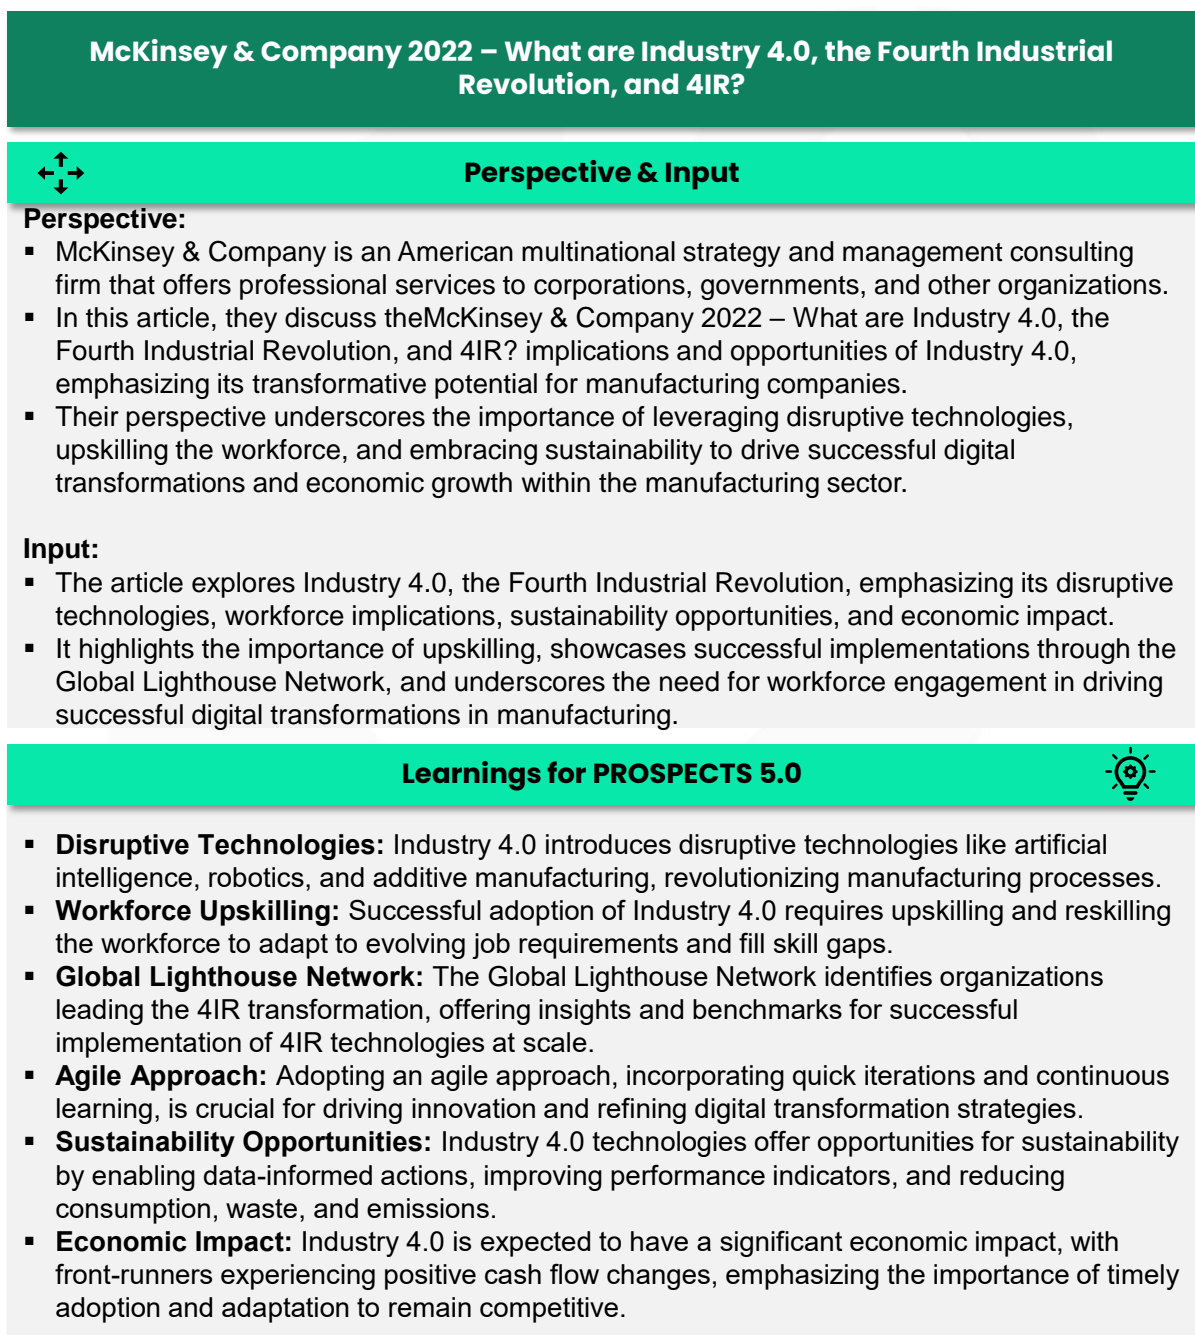 McKinsey & Company 2022 – What are Industry 4.0, the Fourth Industrial
Revolution, and 4IR?
Perspective & Input
Perspective:
▪ McKinsey & Company is an American multinational strategy and management consulting
firm that offers professional services to corporations, governments, and other organizations.
▪ In this article, they discuss theMcKinsey & Company 2022 – What are Industry 4.0, the
Fourth Industrial Revolution, and 4IR? implications and opportunities of Industry 4.0,
emphasizing its transformative potential for manufacturing companies.
▪ Their perspective underscores the importance of leveraging disruptive technologies,
upskilling the workforce, and embracing sustainability to drive successful digital
transformations and economic growth within the manufacturing sector.
Input:
▪ The article explores Industry 4.0, the Fourth Industrial Revolution, emphasizing its disruptive
technologies, workforce implications, sustainability opportunities, and economic impact.
▪ It highlights the importance of upskilling, showcases successful implementations through the
Global Lighthouse Network, and underscores the need for workforce engagement in driving
successful digital transformations in manufacturing.
Learnings for PROSPECTS 5.0
▪ Disruptive Technologies: Industry 4.0 introduces disruptive technologies like artificial
intelligence, robotics, and additive manufacturing, revolutionizing manufacturing processes.
▪ Workforce Upskilling: Successful adoption of Industry 4.0 requires upskilling and reskilling
the workforce to adapt to evolving job requirements and fill skill gaps.
▪ Global Lighthouse Network: The Global Lighthouse Network identifies organizations
leading the 4IR transformation, offering insights and benchmarks for successful
implementation of 4IR technologies at scale.
▪ Agile Approach: Adopting an agile approach, incorporating quick iterations and continuous
learning, is crucial for driving innovation and refining digital transformation strategies.
▪ Sustainability Opportunities: Industry 4.0 technologies offer opportunities for sustainability
by enabling data-informed actions, improving performance indicators, and reducing
consumption, waste, and emissions.
▪ Economic Impact: Industry 4.0 is expected to have a significant economic impact, with
front-runners experiencing positive cash flow changes, emphasizing the importance of timely
adoption and adaptation to remain competitive.